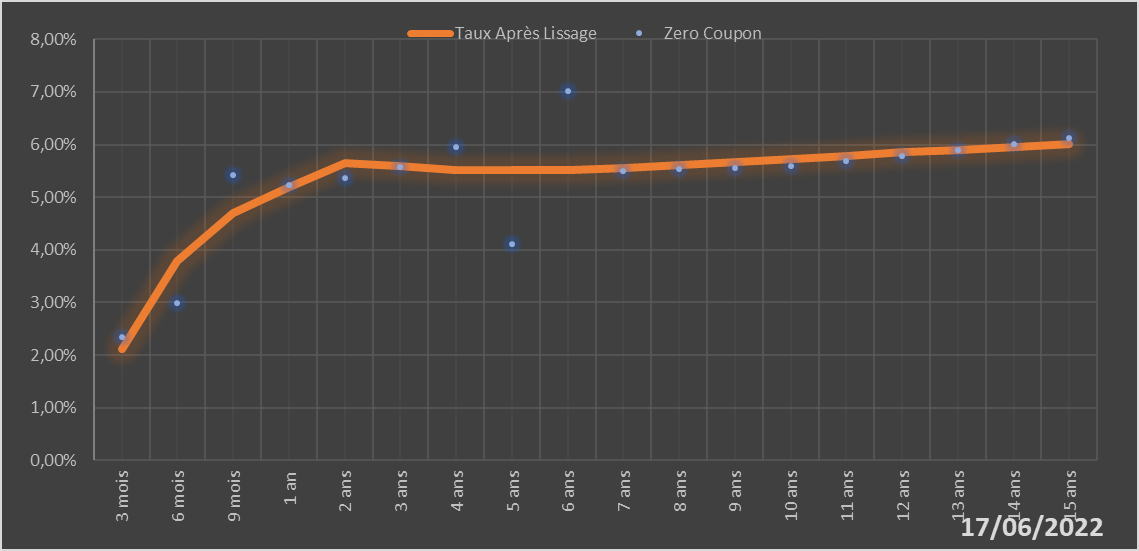 Taux Après Lissage
Zero Coupon
8,00%
7,00%
6,00%
5,00%
4,00%
3,00%
2,00%
1,00%
0,00%
3 mois
6 mois
9 mois
1 an
2 ans
3 ans
4 ans
5 ans
6 ans
7 ans
8 ans
9 ans
10 ans
11 ans
12 ans
13 ans
14 ans
15 ans
17/06/2022